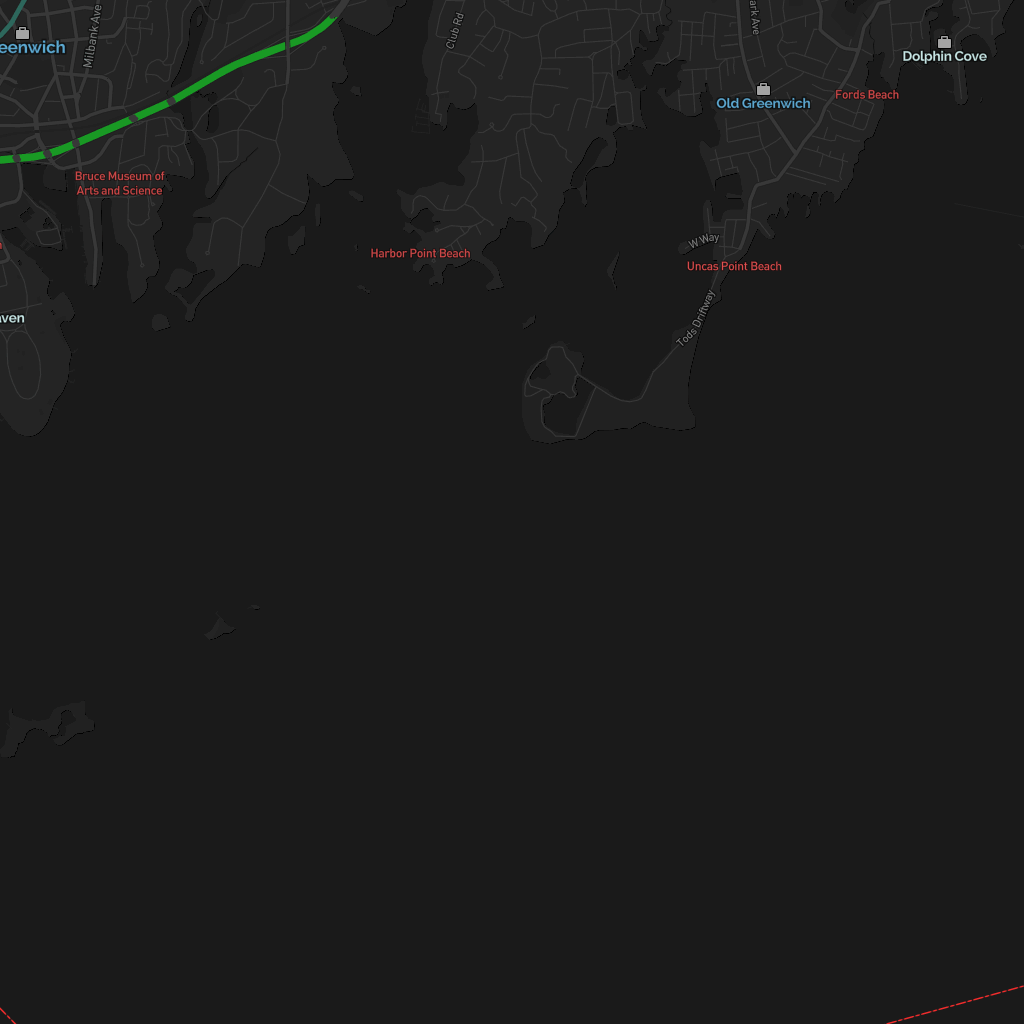 Milbank Ave
eenwich
Club Rd
ark Ave
Dolphin Cove
Old Greenwich
Fords Beach
Bruce Museum of
Arts and Science
W Way
Harbor Point Beach
Uncas Point Beach
Tods Driftway
aven